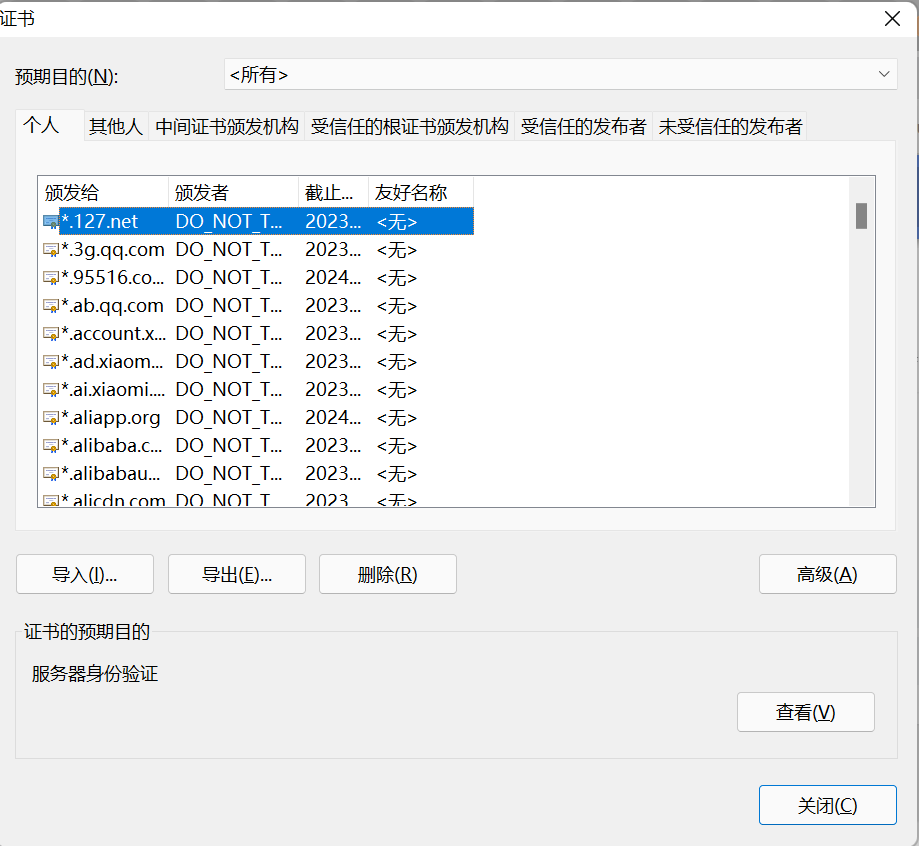 证书
预期目的(N):
<所有>
个人 其他人 中间证书颁发机构 受信任的根证书颁发机构 受信任的发布者 未受信任的发布者
颁发给 颁发者 截止... 友好名称
*.127.net DO_NOT_T... 2023... <无>
*.3g.qq.com DO_NOT_T... 2023... <无>
*.95516.co... DO_NOT_T... 2024... <无>
*.ab.qq.com DO_NOT_T... 2023... <无>
*.account.x... DO_NOT_T... 2023... <无>
*.ad.xiaom... DO_NOT_T... 2023... <无>
*.ai.xiaomi.... DO_NOT_T... 2023... <无>
*.aliapp.org DO_NOT_T... 2024... <无>
*.alibaba.c... DO_NOT_T... 2023... <无>
*.alibabau... DO_NOT_T... 2023... <无>
*.alicdn.com DO_NOT_T... 2023... <无>
导入(I)... 导出(E)... 删除(R) 高级(A)
证书的预期目的
服务器身份验证
查看(V)
关闭(C)